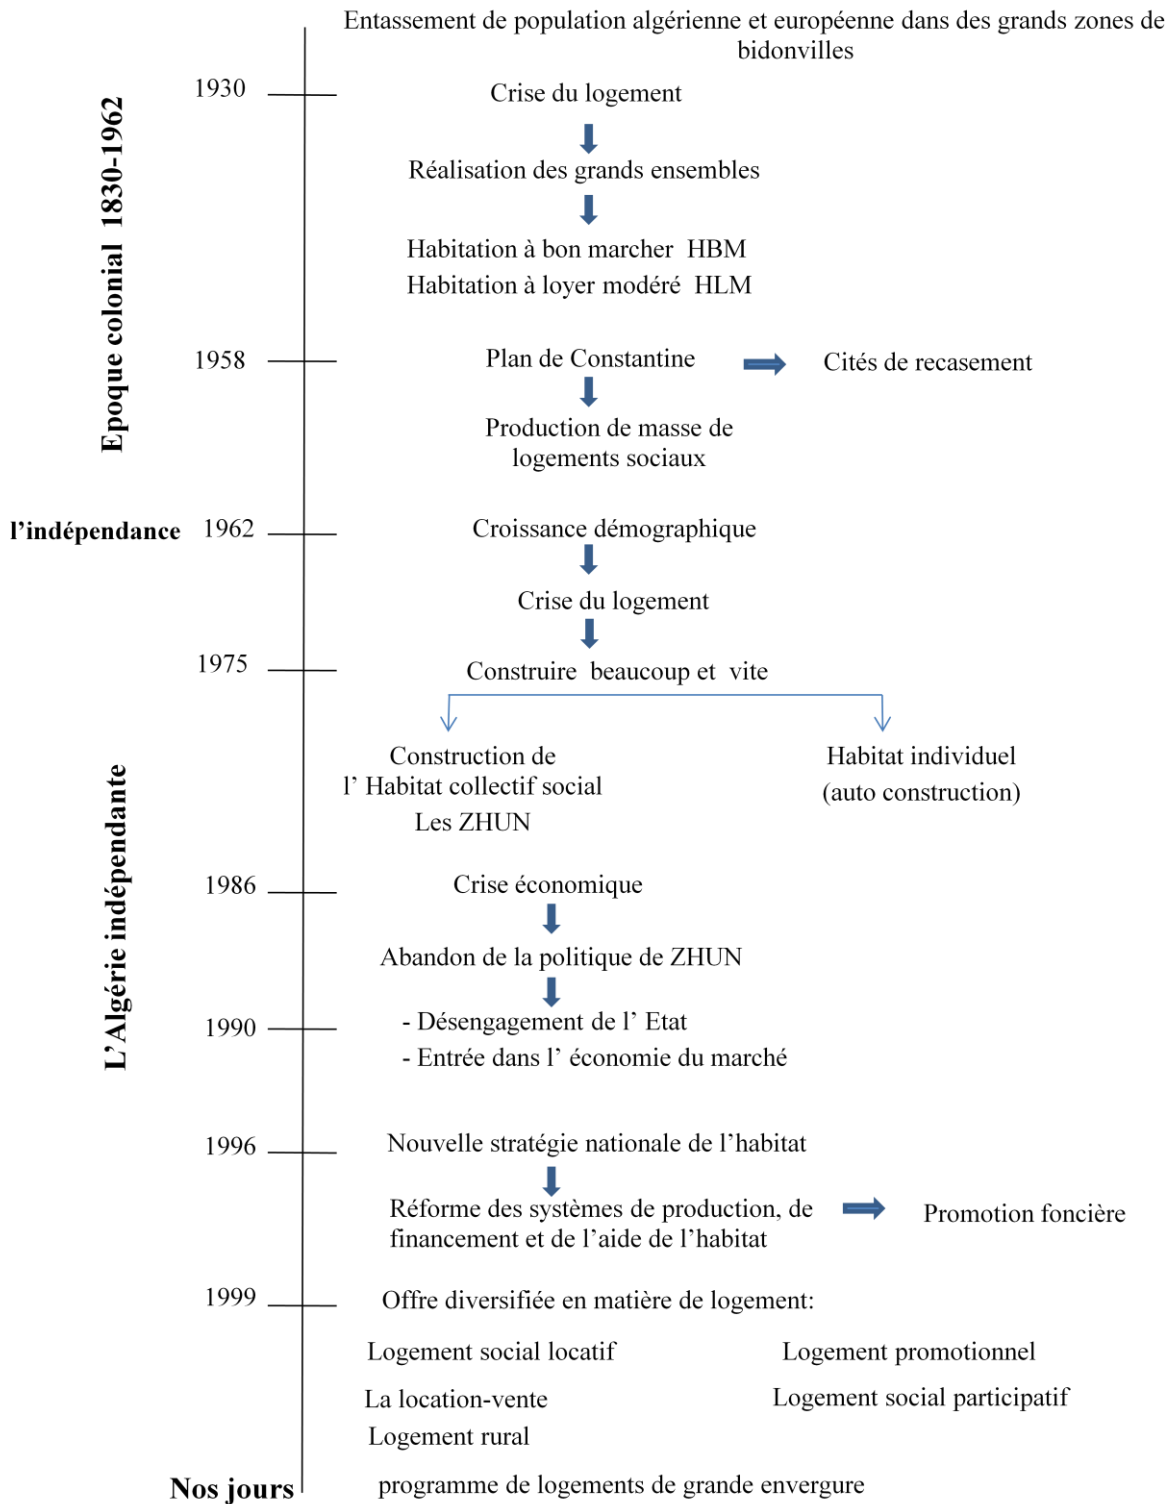 Entassement de population algérienne et européenne dans des grands zones de
bidonvilles
Epoque colonial 1830-1962
1930
Crise du logement
Réalisation des grands ensembles
Habitation à bon marcher HBM
Habitation à loyer modéré HLM
1958
Plan de Constantine
Cités de recasement
Production de masse de
logements sociaux
l'indépendance
1962
Croissance démographique
Crise du logement
1975
Construire beaucoup et vite
Construction de
l' Habitat collectif social
Les ZHUN
Habitat individuel
(auto construction)
L'Algérie indépendante
1986
Crise économique
Abandon de la politique de ZHUN
1990
- Désengagement de l' Etat
- Entrée dans l' économie du marché
1996
Nouvelle stratégie nationale de l'habitat
Réforme des systèmes de production, de
financement et de l'aide de l'habitat
Promotion foncière
1999
Offre diversifiée en matière de logement:
Logement social locatif
Logement promotionnel
La location-vente
Logement social participatif
Logement rural
Nos jours
programme de logements de grande envergure